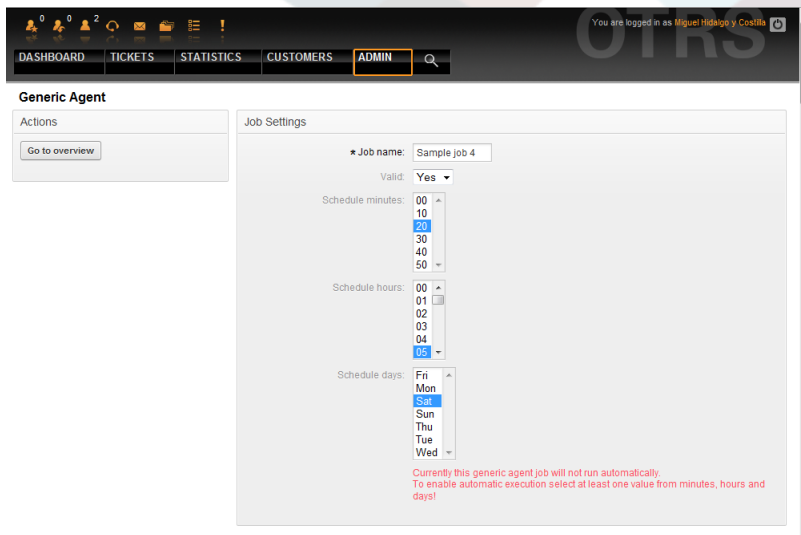 0 0 2
You are logged in as Miguel Hidalgo y Costilla
OTRS
DASHBOARD TICKETS STATISTICS CUSTOMERS ADMIN
Generic Agent
Actions
Go to overview
Job Settings
★ Job name: Sample job 4
Valid: Yes
Schedule minutes: 00
10
20
30
40
50
Schedule hours: 00
01
02
03
04
05
Schedule days: Fri
Mon
Sat
Sun
Thu
Tue
Wed
Currently this generic agent job will not run automatically.
To enable automatic execution select at least one value from minutes, hours and
days!